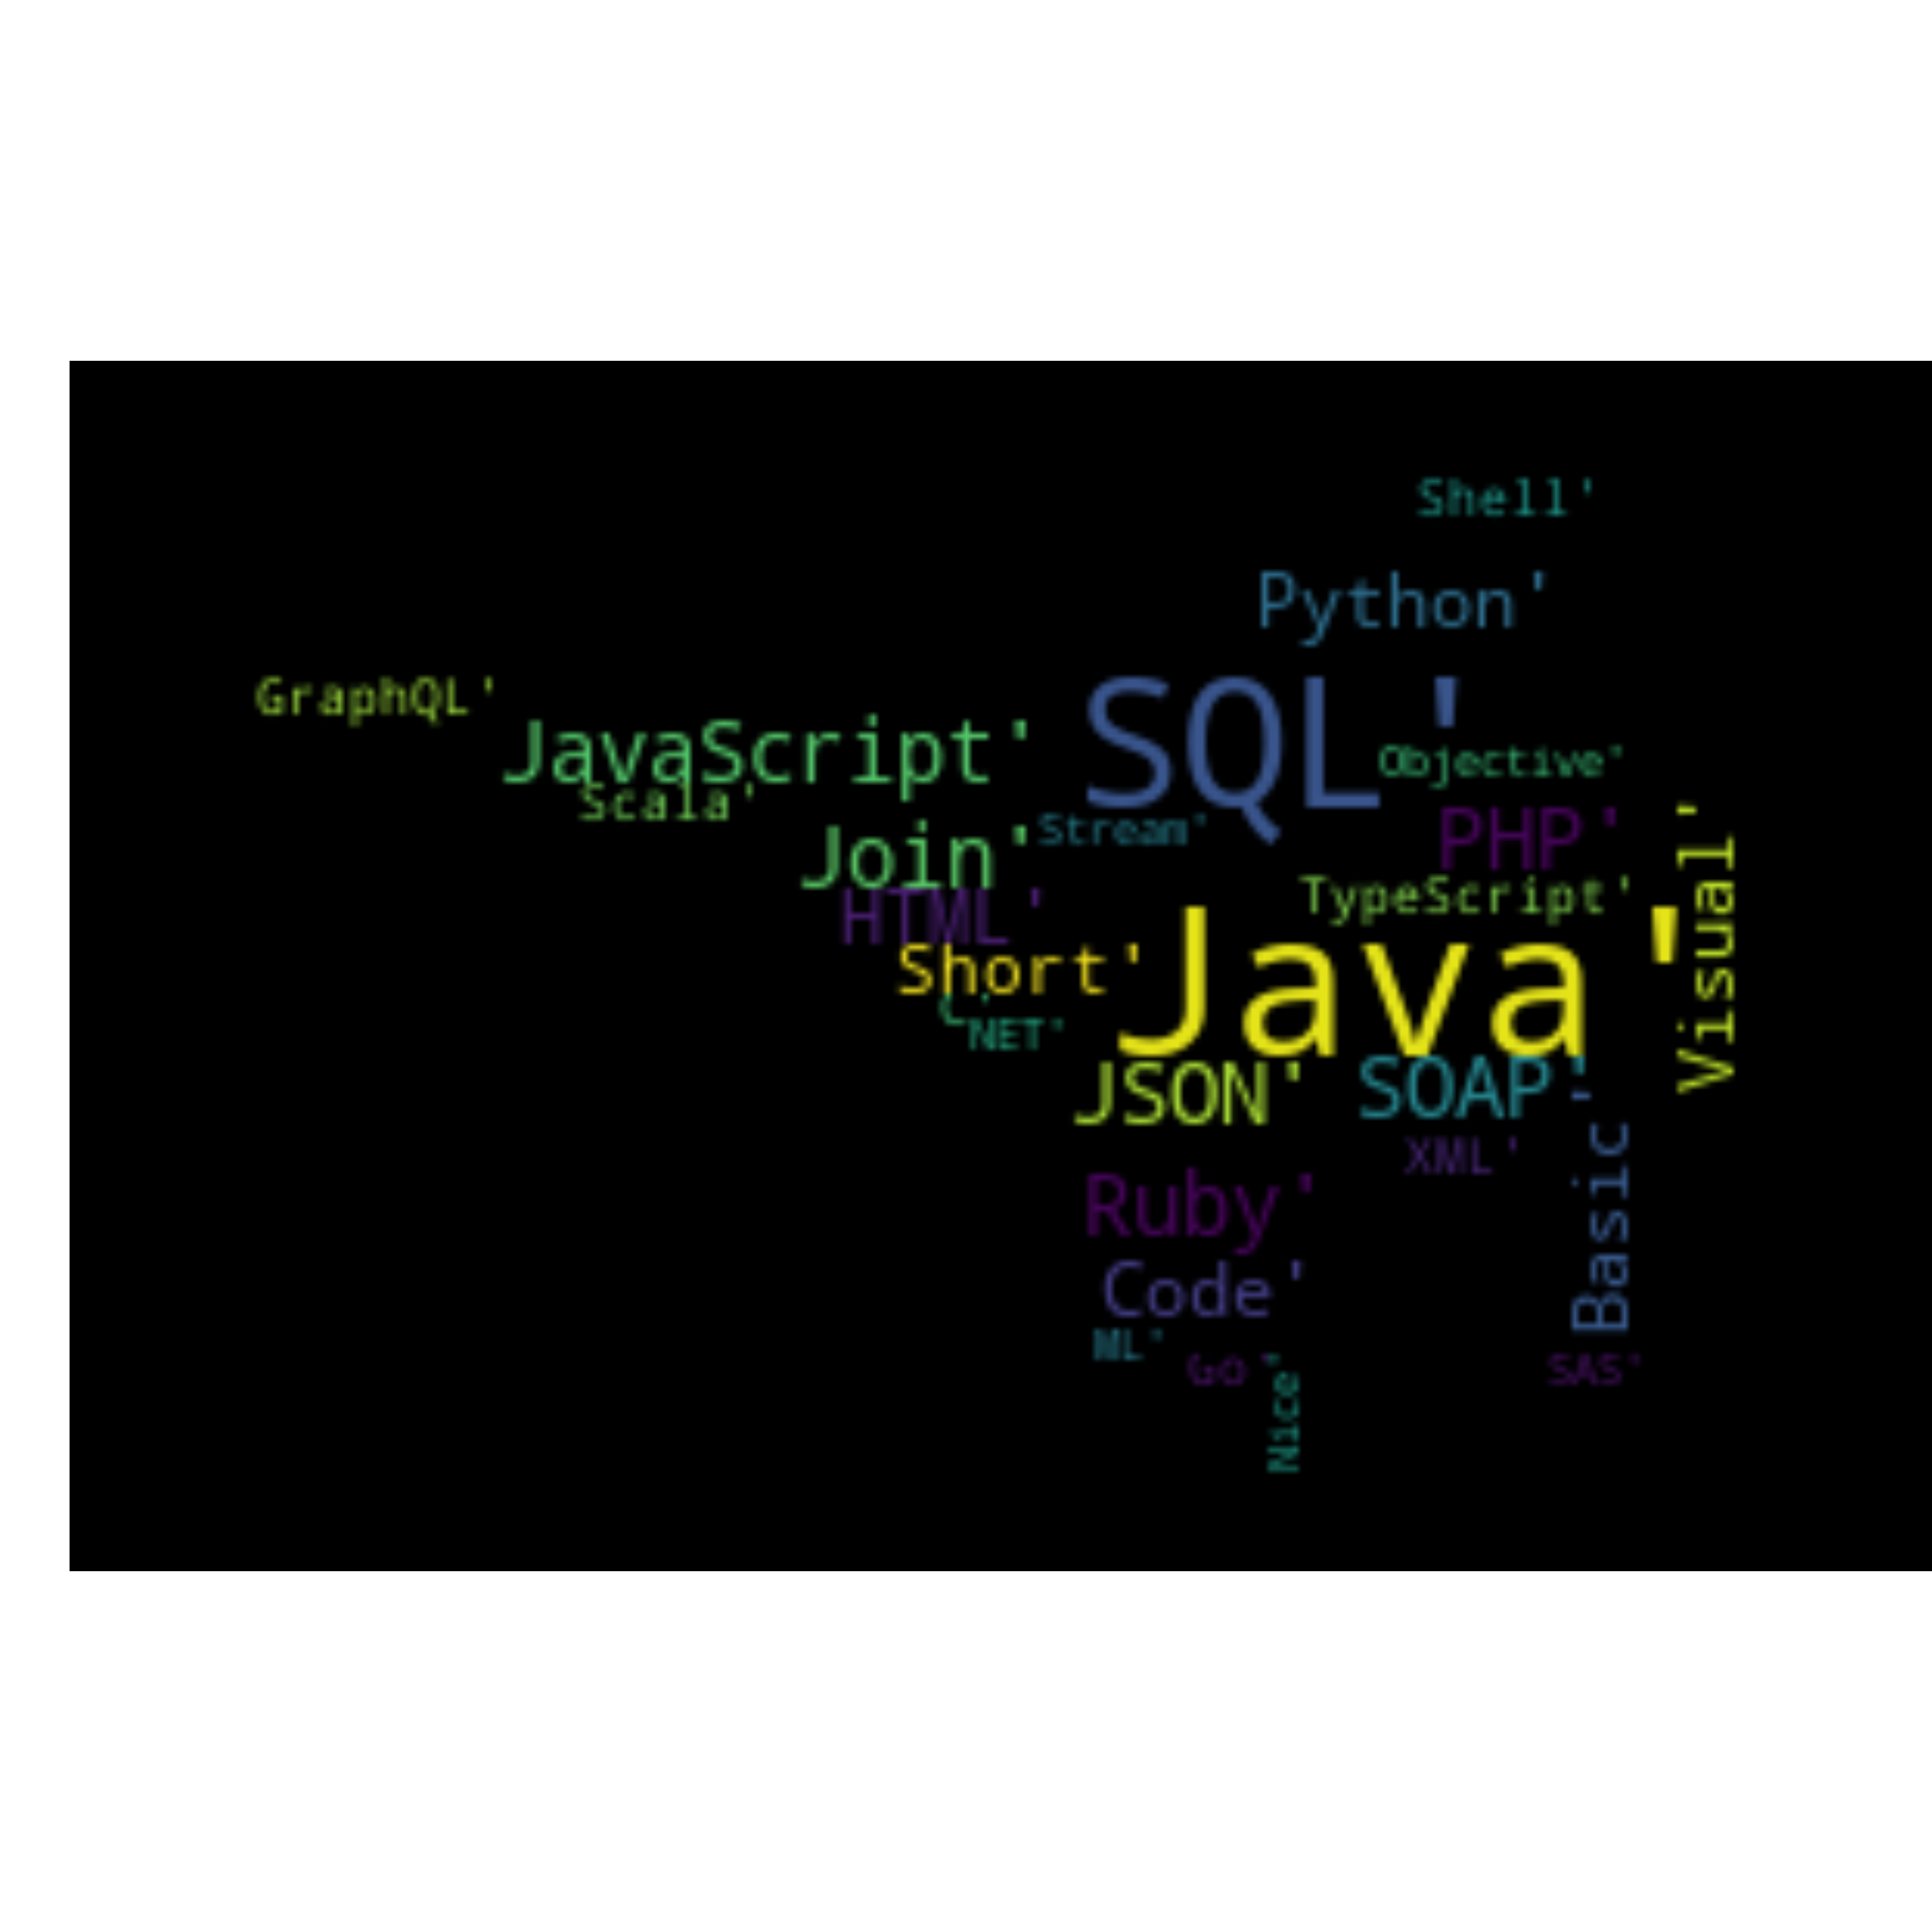 Shell'
Python'
GraphQL'
SQL'
JavaScript'
Objective'
Scala'
Stream'
PHP'
Join'
Visual'
TypeScript'
HTML'
Java'
Short'
C'
NET'
JSON'
SOAP'
Basic'
XML'
Ruby'
Code'
ML'
Go'
SAS'
Nice'